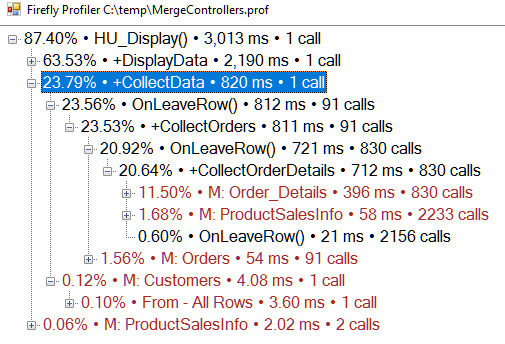 Firefly Profiler C:\temp\MergeControllers.prof
87.40% • HU_Display() • 3,013 ms • 1 call
63.53% • +DisplayData • 2,190 ms • 1 call
23.79% • +CollectData • 820 ms • 1 call
23.56% • OnLeaveRow() • 812 ms • 91 calls
23.53% • +CollectOrders • 811 ms • 91 calls
20.92% • OnLeaveRow() • 721 ms • 830 calls
20.64% • +CollectOrderDetails • 712 ms • 830 calls
11.50% • M: Order_Details • 396 ms • 830 calls
1.68% • M: ProductSalesInfo • 58 ms • 2233 calls
0.60% • OnLeaveRow() • 21 ms • 2156 calls
1.56% • M: Orders • 54 ms • 91 calls
0.12% • M: Customers • 4.08 ms • 1 call
0.10% • From - All Rows • 3.60 ms • 1 call
0.06% • M: ProductSalesInfo • 2.02 ms • 2 calls